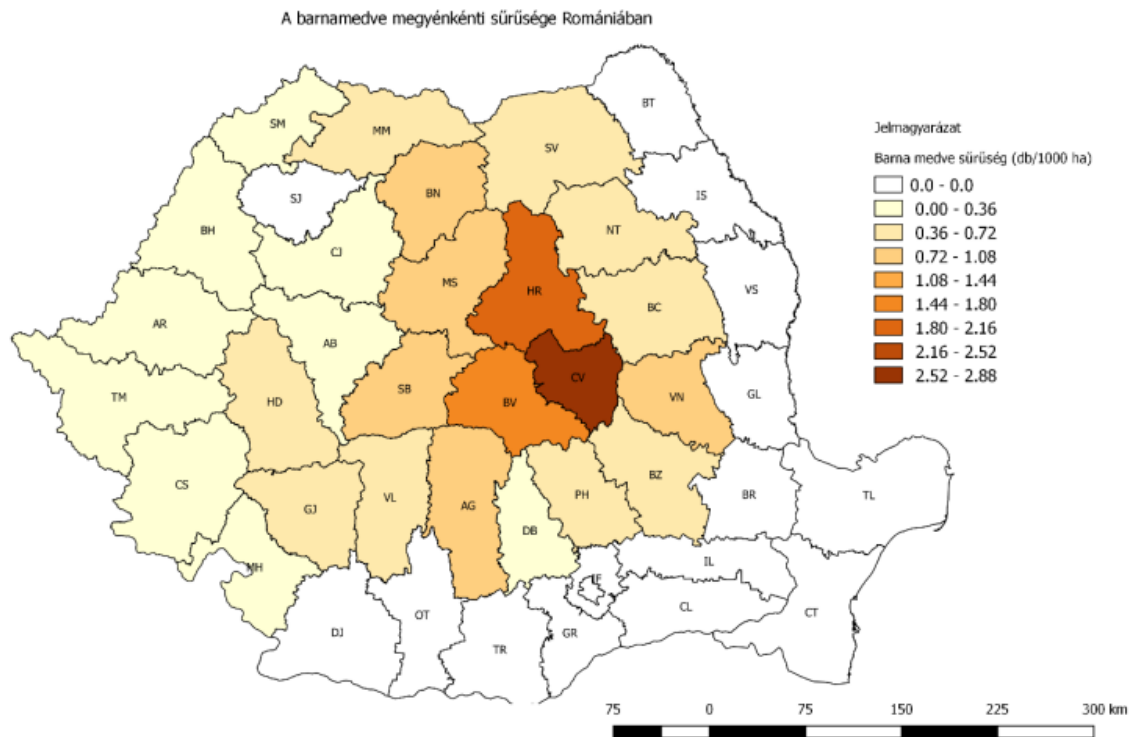 A barnamedve megyénkénti sűrűsége Romániában
BT
SM
MM
SV
SJ
BN
IS
BH
NT
CJ
MS
HR
VS
BC
AR
AB
TM
HD
SB
BV
CV
VN
GL
CS
GJ
VL
AG
DB
PH
BZ
BR
TL
MH
IF
IL
DJ
OT
TR
GR
CL
CT
Jelmagyarázat
Barna medve sűrűség (db/1000 ha)
0.0 - 0.0
0.00 - 0.36
0.36 - 0.72
0.72 - 1.08
1.08 - 1.44
1.44 - 1.80
1.80 - 2.16
2.16 - 2.52
2.52 - 2.88
75 0 75 150 225 300 km